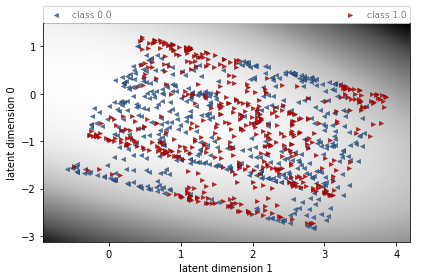 class 0.0 class 1.0
1
0
−1
−2
−3
latent dimension 0
0 1 2 3 4
latent dimension 1